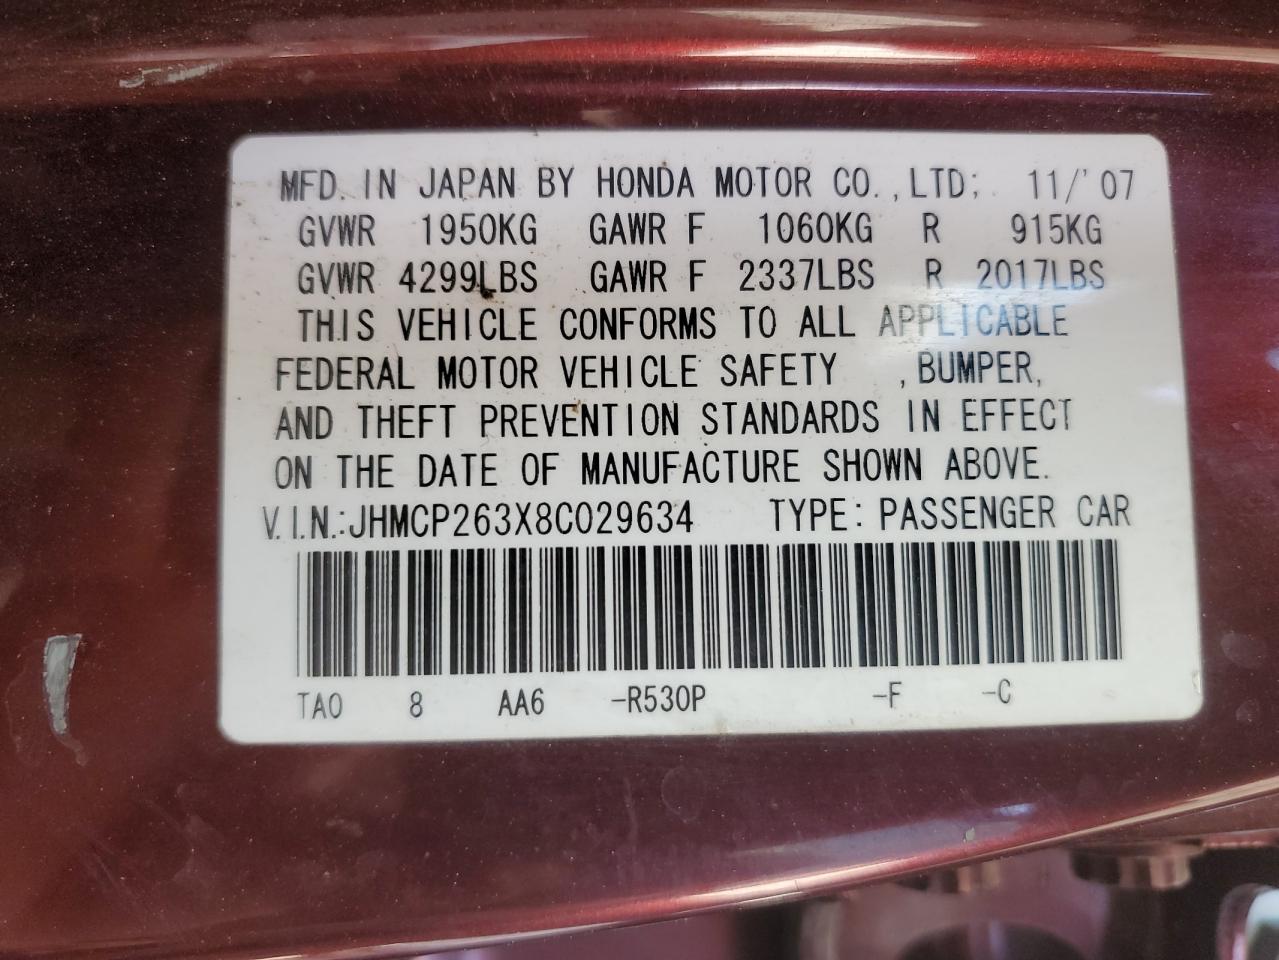 MFD. IN JAPAN BY HONDA MOTOR CO.,LTD; 11/'07
GVWR 1950KG GAWR F 1060KG R 915KG
GVWR 4299LBS GAWR F 2337LBS R 2017LBS
THIS VEHICLE CONFORMS TO ALL APPLICABLE
FEDERAL MOTOR VEHICLE SAFETY ,BUMPER,
AND THEFT PREVENTION STANDARDS IN EFFECT
ON THE DATE OF MANUFACTURE SHOWN ABOVE.
V.I.N.:JHMCP263X8C029634 TYPE: PASSENGER CAR
TA0 8 AA6 -R530P -F -C